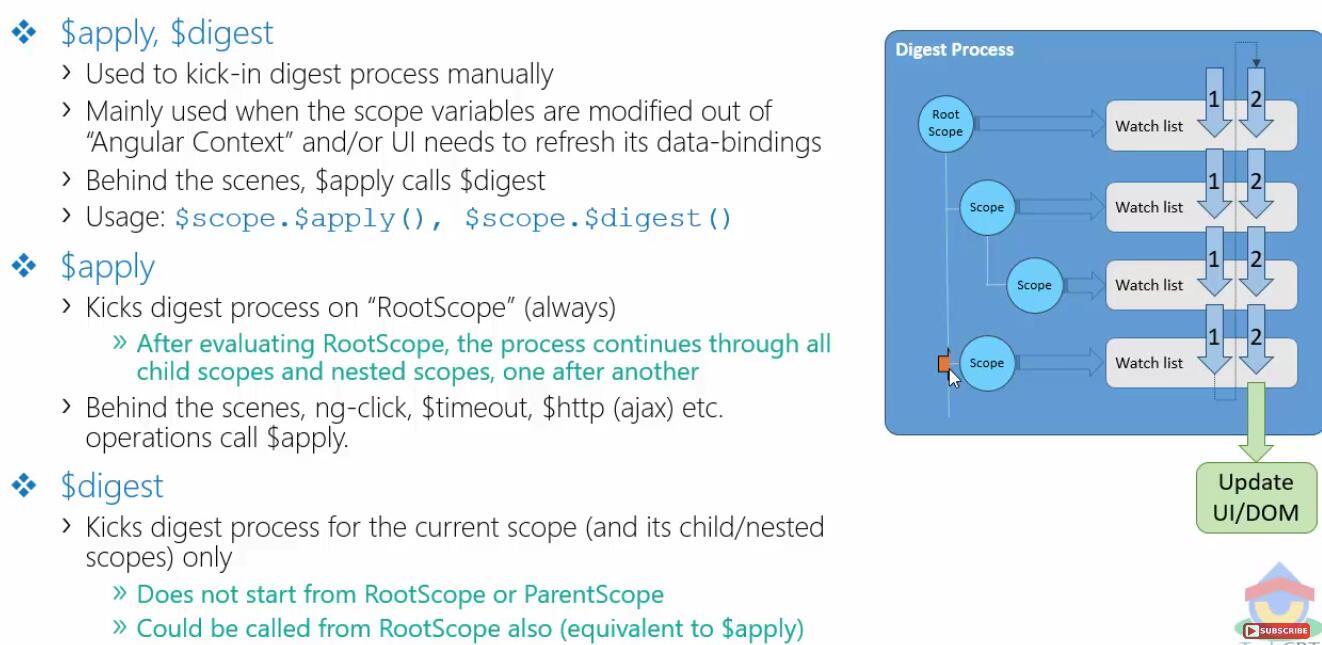 $apply, $digest
Used to kick-in digest process manually
Mainly used when the scope variables are modified out of
“Angular Context” and/or UI needs to refresh its data-bindings
Behind the scenes, $apply calls $digest
Usage: $scope.$apply(), $scope.$digest()
$apply
Kicks digest process on “RootScope” (always)
» After evaluating RootScope, the process continues through all
child scopes and nested scopes, one after another
Behind the scenes, ng-click, $timeout, $http (ajax) etc.
operations call $apply.
$digest
Kicks digest process for the current scope (and its child/nested
scopes) only
» Does not start from RootScope or ParentScope
» Could be called from RootScope also (equivalent to $apply)
Digest Process
Root
Scope
Watch list
1 2
Scope
Watch list
1 2
Scope
Watch list
1 2
Scope
Watch list
1 2
Update
UI/DOM
SUBSCRIBE